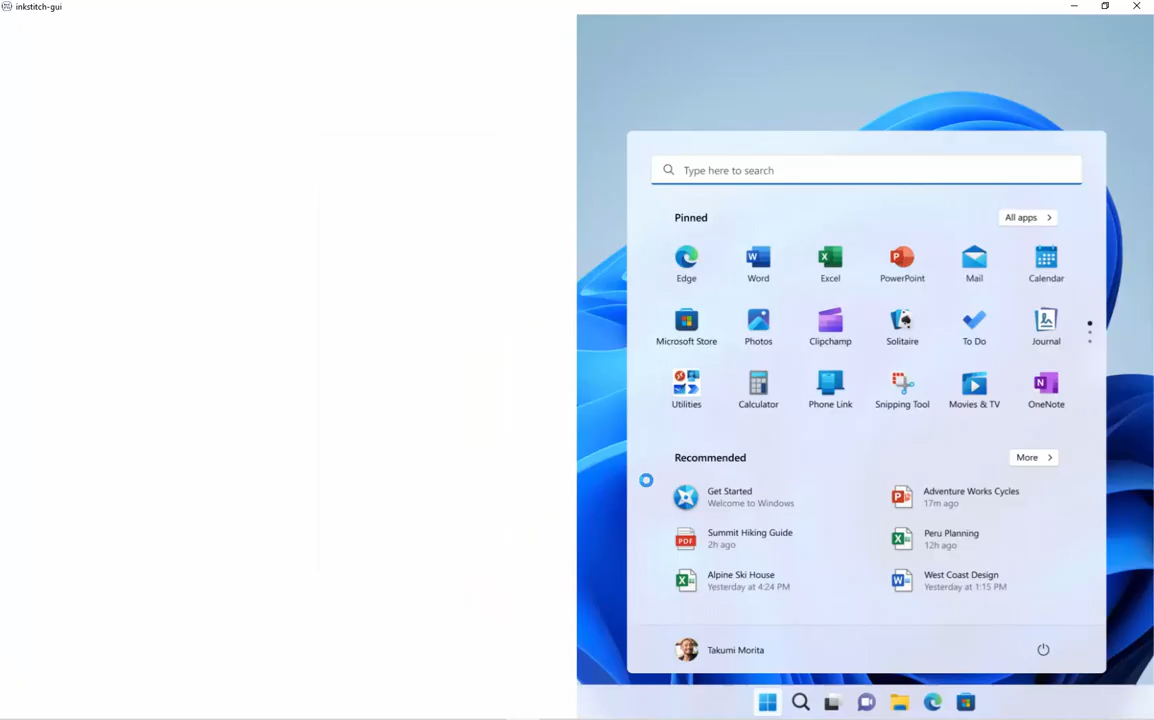 inkstitch-gui
Type here to search
Pinned
All apps
Edge
Word
Excel
PowerPoint
Mail
Calendar
Microsoft Store
Photos
Clipchamp
Solitaire
To Do
Journal
Utilities
Calculator
Phone Link
Snipping Tool
Movies & TV
OneNote
Recommended
More
Get Started
Welcome to Windows
Adventure Works Cycles
17m ago
Summit Hiking Guide
2h ago
Peru Planning
12h ago
Alpine Ski House
Yesterday at 4:24 PM
West Coast Design
Yesterday at 1:15 PM
Takumi Morita